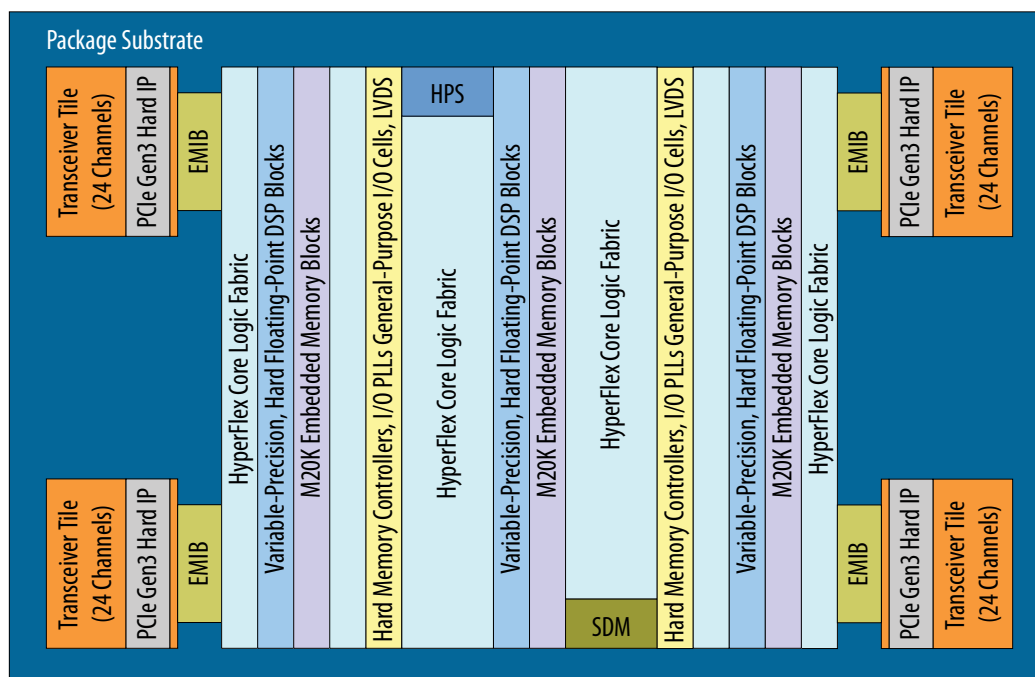 Package Substrate
Transceiver Tile
(24 Channels)
PCIe Gen3 Hard IP
EMIB
Transceiver Tile
(24 Channels)
PCIe Gen3 Hard IP
EMIB
HyperFlex Core Logic Fabric
Variable-Precision, Hard Floating-Point DSP Blocks
M20K Embedded Memory Blocks
Hard Memory Controllers, I/O PLLs General-Purpose I/O Cells, LVDS
HPS
HyperFlex Core Logic Fabric
Variable-Precision, Hard Floating-Point DSP Blocks
M20K Embedded Memory Blocks
HyperFlex Core Logic Fabric
SDM
Hard Memory Controllers, I/O PLLs General-Purpose I/O Cells, LVDS
Variable-Precision, Hard Floating-Point DSP Blocks
M20K Embedded Memory Blocks
HyperFlex Core Logic Fabric
EMIB
PCIe Gen3 Hard IP
Transceiver Tile
(24 Channels)
EMIB
PCIe Gen3 Hard IP
Transceiver Tile
(24 Channels)